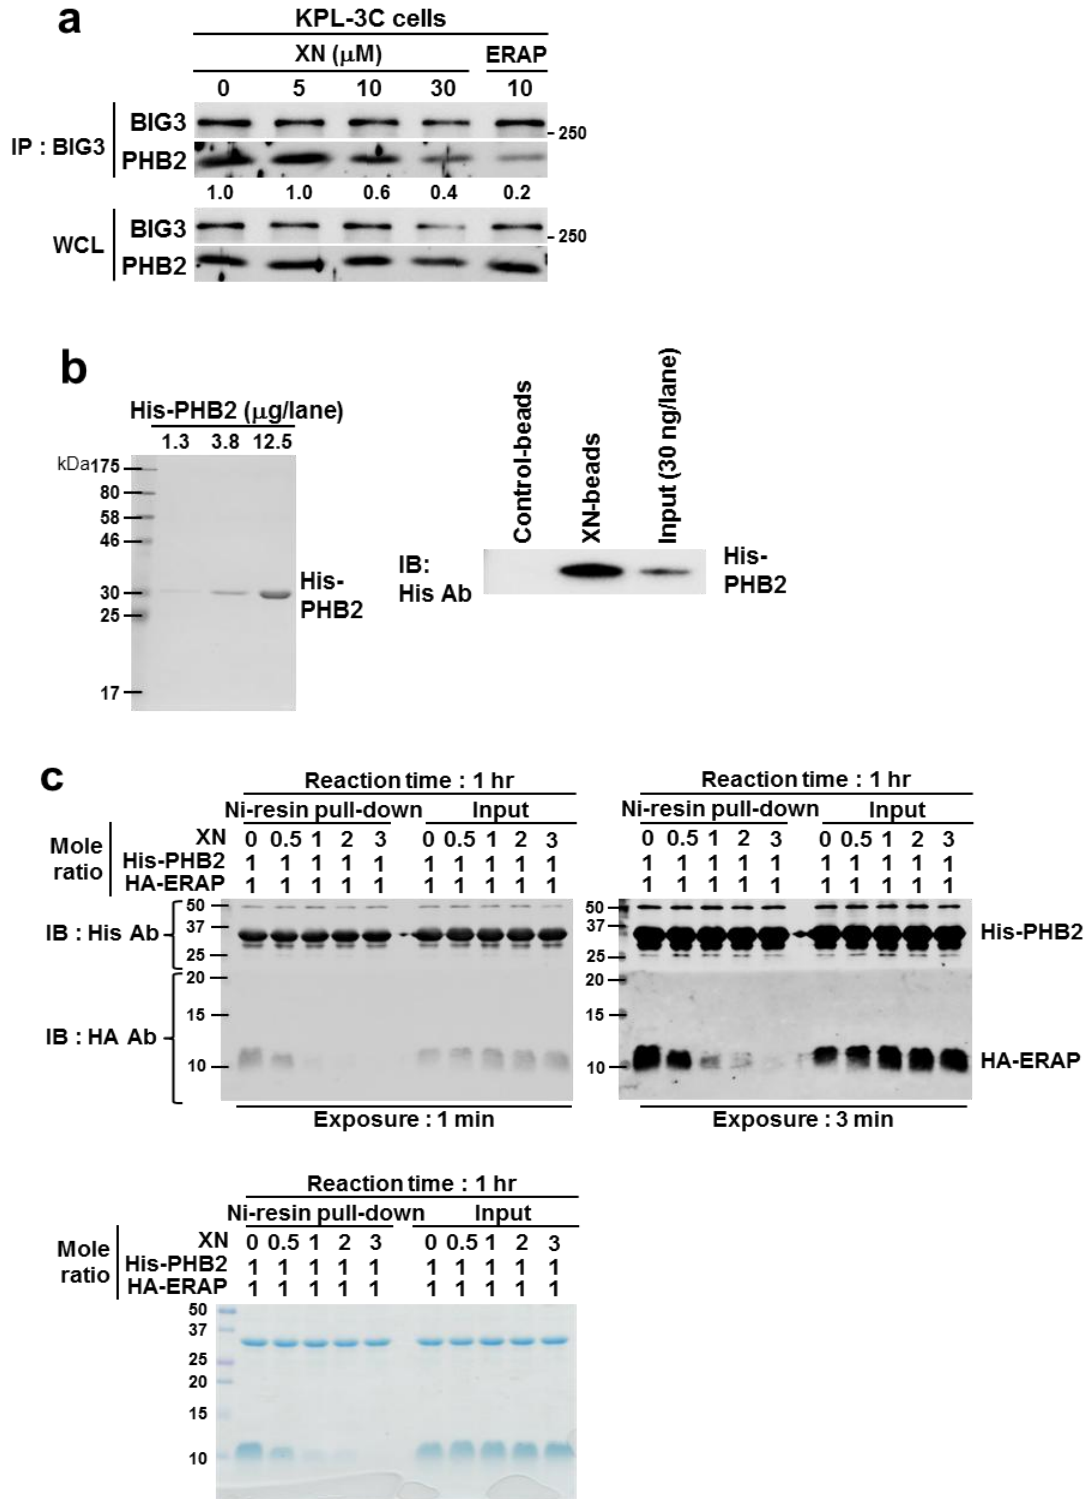 a
KPL-3C cells
XN (μM) ERAP
0 5 10 30 10
IP : BIG3
BIG3
250
PHB2
1.0 1.0 0.6 0.4 0.2
WCL
BIG3
250
PHB2
b
His-PHB2 (μg/lane)
1.3 3.8 12.5
kDa 175
80
58
46
30
25
17
His-
PHB2
Control-beads
XN-beads
Input (30 ng/lane)
IB:
His Ab
His-
PHB2
c
Reaction time : 1 hr
Ni-resin pull-down Input
Mole
ratio
XN 0 0.5 1 2 3 0 0.5 1 2 3
His-PHB2 1 1 1 1 1 1 1 1 1 1
HA-ERAP 1 1 1 1 1 1 1 1 1 1
IB : His Ab
50
37
25
IB : HA Ab
20
15
10
Exposure : 1 min
Reaction time : 1 hr
Ni-resin pull-down Input
0 0.5 1 2 3 0 0.5 1 2 3
1 1 1 1 1 1 1 1 1 1
1 1 1 1 1 1 1 1 1 1
50
37
25
20
15
10
His-PHB2
HA-ERAP
Exposure : 3 min
Reaction time : 1 hr
Ni-resin pull-down Input
Mole
ratio
XN 0 0.5 1 2 3 0 0.5 1 2 3
His-PHB2 1 1 1 1 1 1 1 1 1 1
HA-ERAP 1 1 1 1 1 1 1 1 1 1
50
37
25
20
15
10